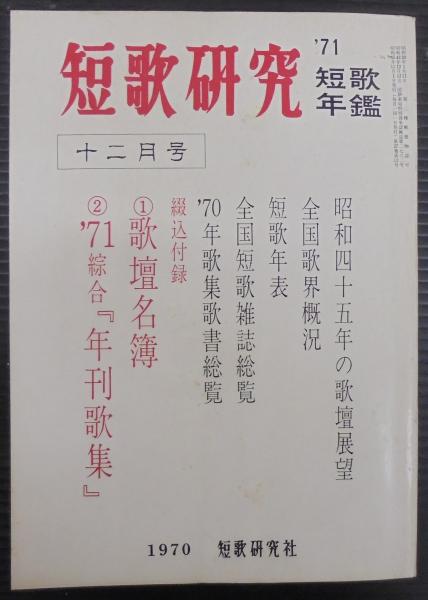 短歌研究
'71
短歌
年鑑
十二月号
昭和四十五年の歌壇展望
全国歌界概況
短歌年表
全国短歌雑誌総覧
'70年歌集歌書総覧
綴込付録
①歌壇名簿
②'71綜合『年刊歌集』
1970 短歌研究社